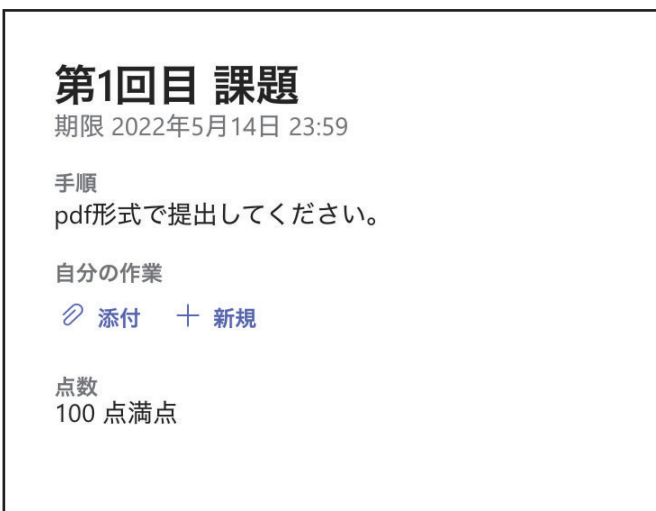 第1回目 課題
期限 2022年5月14日 23:59
手順
pdf形式で提出してください。
自分の作業
添付 新規
点数
100 点満点